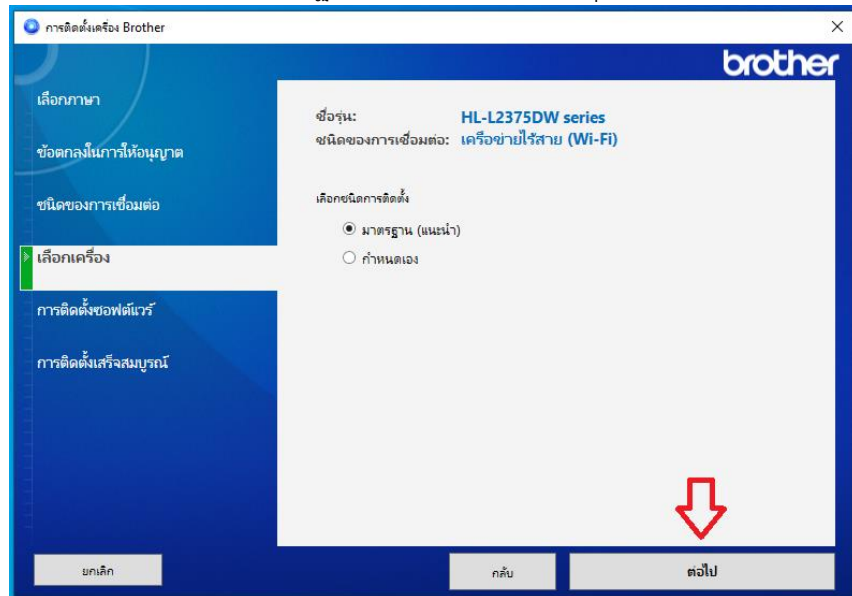 การติดตั้งเครื่อง Brother
brother
เลือกภาษา
ข้อตกลงในการให้อนุญาต
ชนิดของการเชื่อมต่อ
เลือกเครื่อง
การติดตั้งซอฟต์แวร์
การติดตั้งเสร็จสมบูรณ์
ชื่อรุ่น: HL-L2375DW series
ชนิดของการเชื่อมต่อ: เครือข่ายไร้สาย (Wi-Fi)
เลือกชนิดการติดตั้ง
มาตรฐาน (แนะนำ)
กำหนดเอง
ยกเลิก
กลับ
ต่อไป